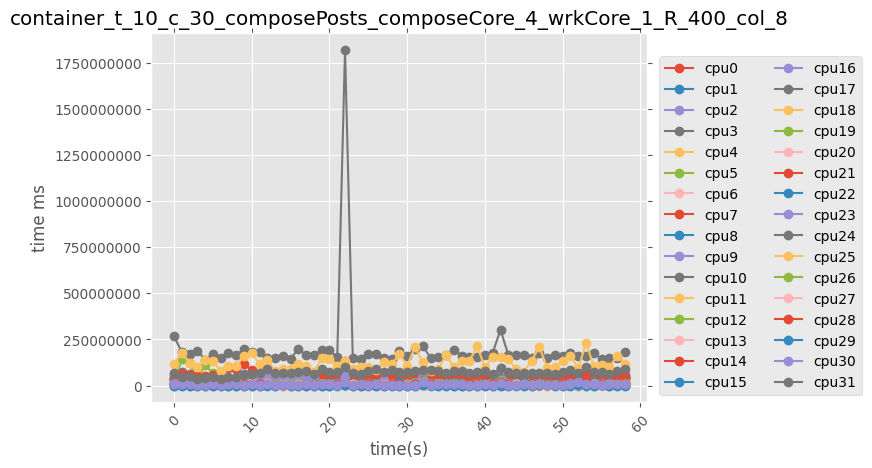 container_t_10_c_30_composePosts_composeCore_4_wrkCore_1_R_400_col_8
time ms
1750000000
1500000000
1250000000
1000000000
750000000
500000000
250000000
0
0
10
20
30
40
50
60
time(s)
cpu0
cpu1
cpu2
cpu3
cpu4
cpu5
cpu6
cpu7
cpu8
cpu9
cpu10
cpu11
cpu12
cpu13
cpu14
cpu15
cpu16
cpu17
cpu18
cpu19
cpu20
cpu21
cpu22
cpu23
cpu24
cpu25
cpu26
cpu27
cpu28
cpu29
cpu30
cpu31